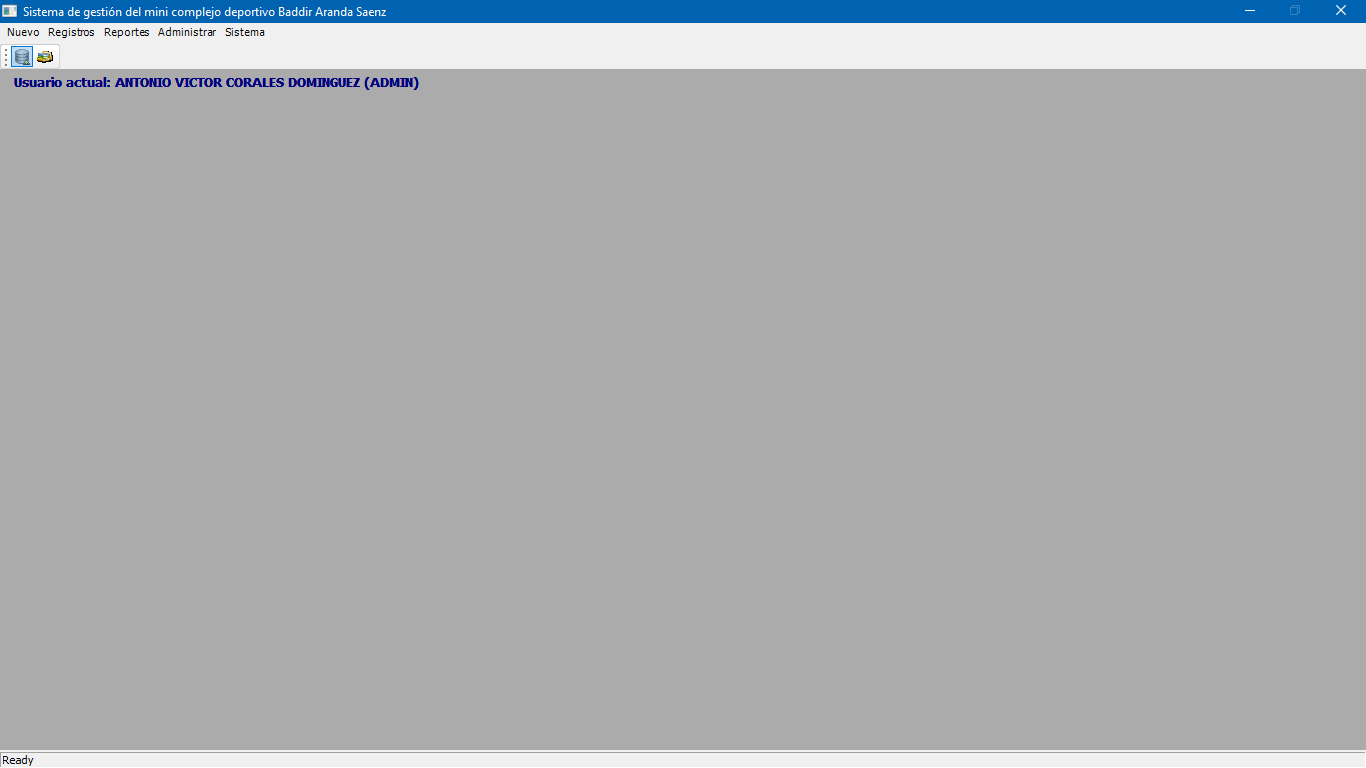 Sistema de gestión del mini complejo deportivo Baddir Aranda Saenz
Nuevo Registros Reportes Administrar Sistema
Usuario actual: ANTONIO VICTOR CORALES DOMINGUEZ (ADMIN)
Ready